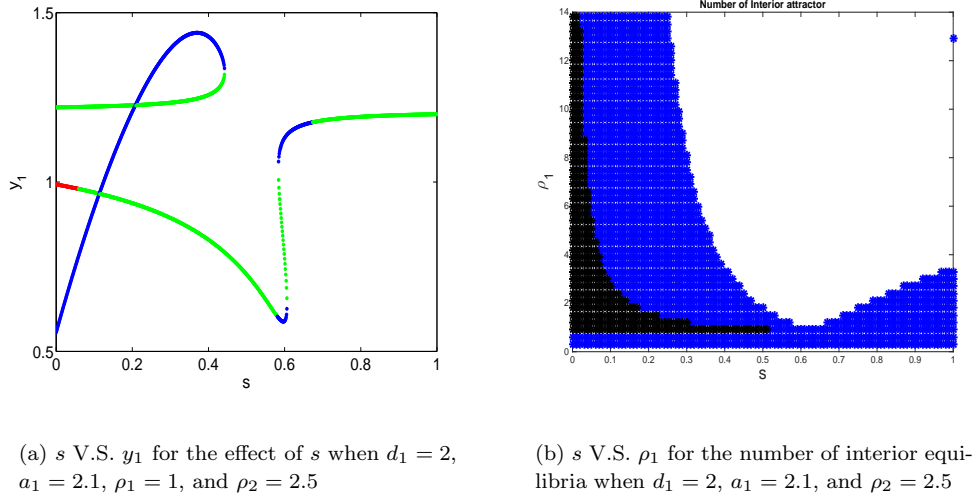 1.5
1
0.5
y1
0 0.2 0.4 0.6 0.8 1
s
Number of Interior attractor
14
12
10
8
6
4
2
0
ρ1
0 0.1 0.2 0.3 0.4 0.5 0.6 0.7 0.8 0.9 1
S
(a) s V.S. y₁ for the effect of s when d₁ = 2,
a₁ = 2.1, ρ₁ = 1, and ρ₂ = 2.5
(b) s V.S. ρ₁ for the number of interior equi-
libria when d₁ = 2, a₁ = 2.1, and ρ₂ = 2.5